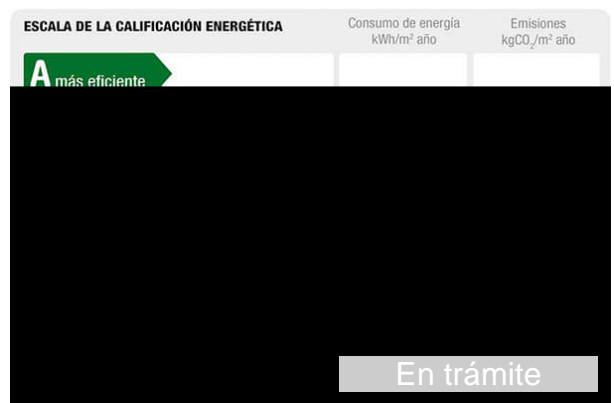 ESCALA DE LA CALIFICACIÓN ENERGÉTICA
Consumo de energía
kWh/m² año
Emisiones
kgCO₂/m² año
A más eficiente
En trámite